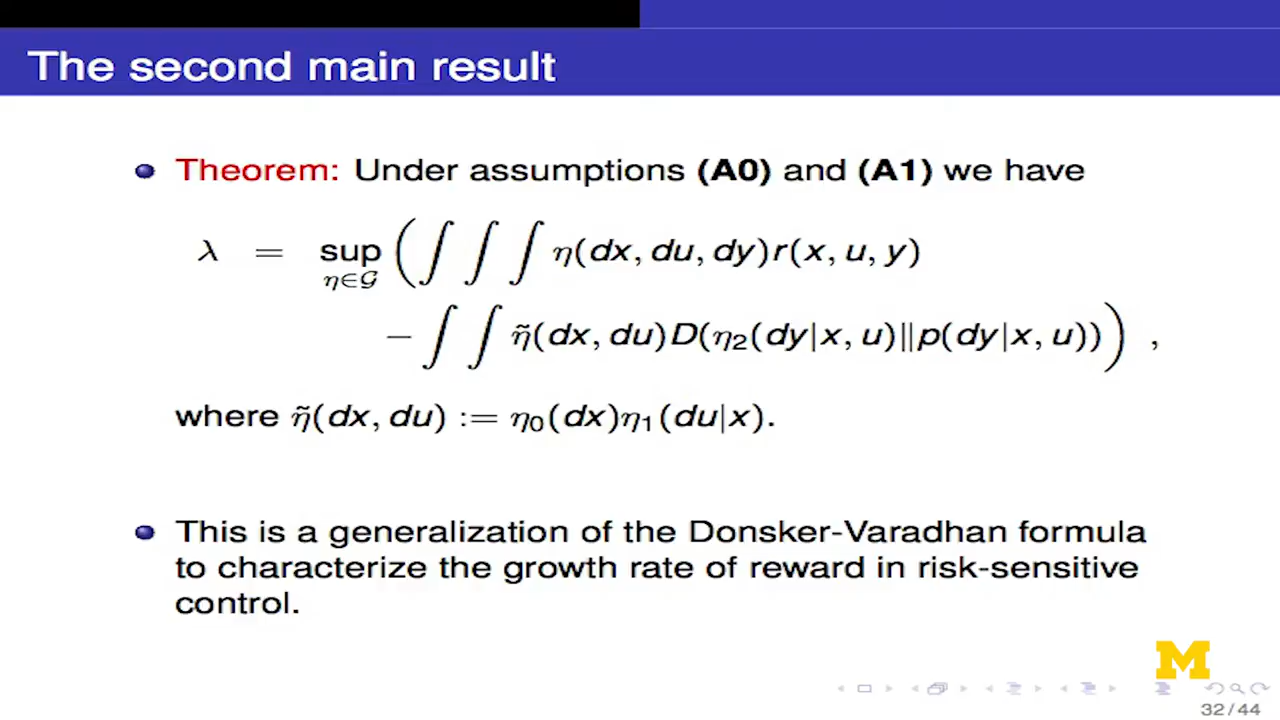 The second main result
Theorem: Under assumptions (A0) and (A1) we have
λ = sup_{η∈𝒢} ( ∫ ∫ ∫ η(dx, du, dy)r(x, u, y)
− ∫ ∫ η̃(dx, du)D(η₂(dy|x, u)‖p(dy|x, u)) ) ,
where η̃(dx, du) := η₀(dx)η₁(du|x).
This is a generalization of the Donsker-Varadhan formula
to characterize the growth rate of reward in risk-sensitive
control.
M
32 / 44